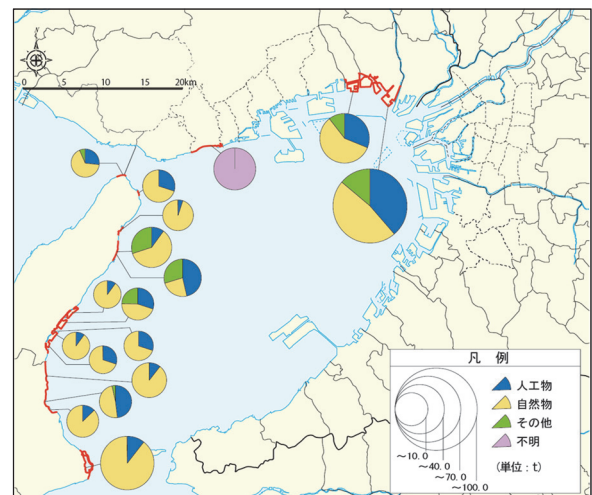 0 5 10 15 20km
凡 例
人工物
自然物
その他
不明
(単位:t)
~10.0
~40.0
~70.0
~100.0